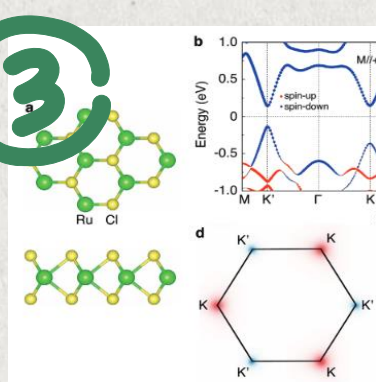 3
a
Ru Cl
b
Energy (eV)
1.0
0.5
0
-0.5
-1.0
M//+
• spin-up
• spin-down
M K' Γ K
d
K' K
K K'
K' K